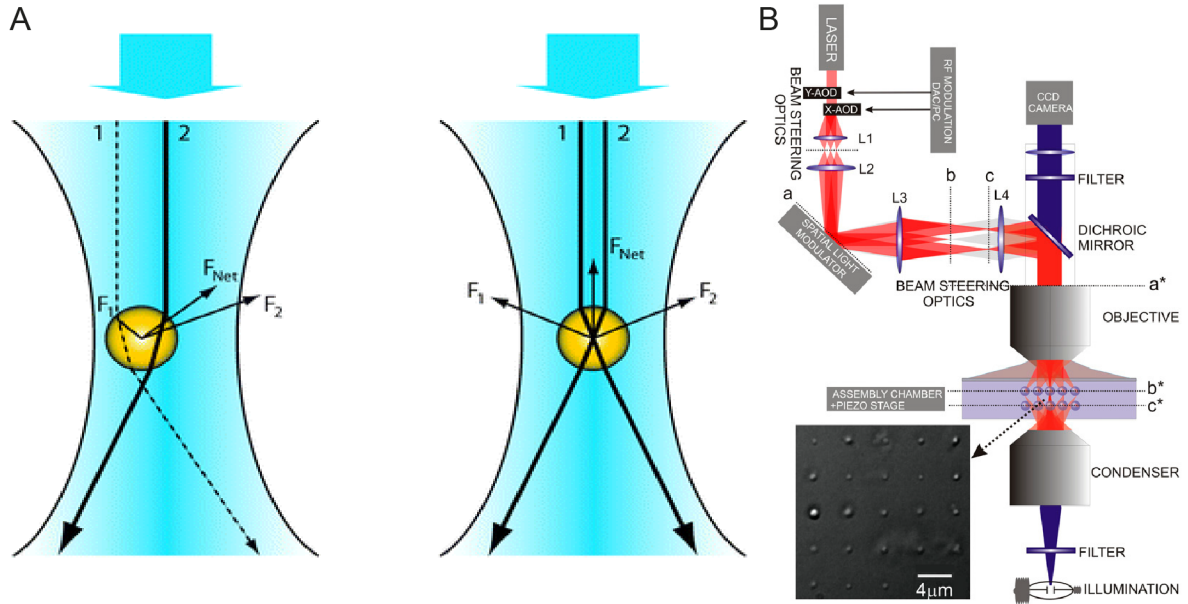 A
1
2
F1
FNet
F2
1
2
FNet
F1
F2
B
LASER
Y-AOD
X-AOD
RF MODULATION
DAC/PC
BEAM STEERING
OPTICS
L1
L2
a
SPATIAL LIGHT
MODULATOR
L3
b
c
L4
BEAM STEERING
OPTICS
CCD
CAMERA
FILTER
DICHROIC
MIRROR
a*
OBJECTIVE
ASSEMBLY CHAMBER
+PIEZO STAGE
b*
c*
CONDENSER
4μm
FILTER
ILLUMINATION